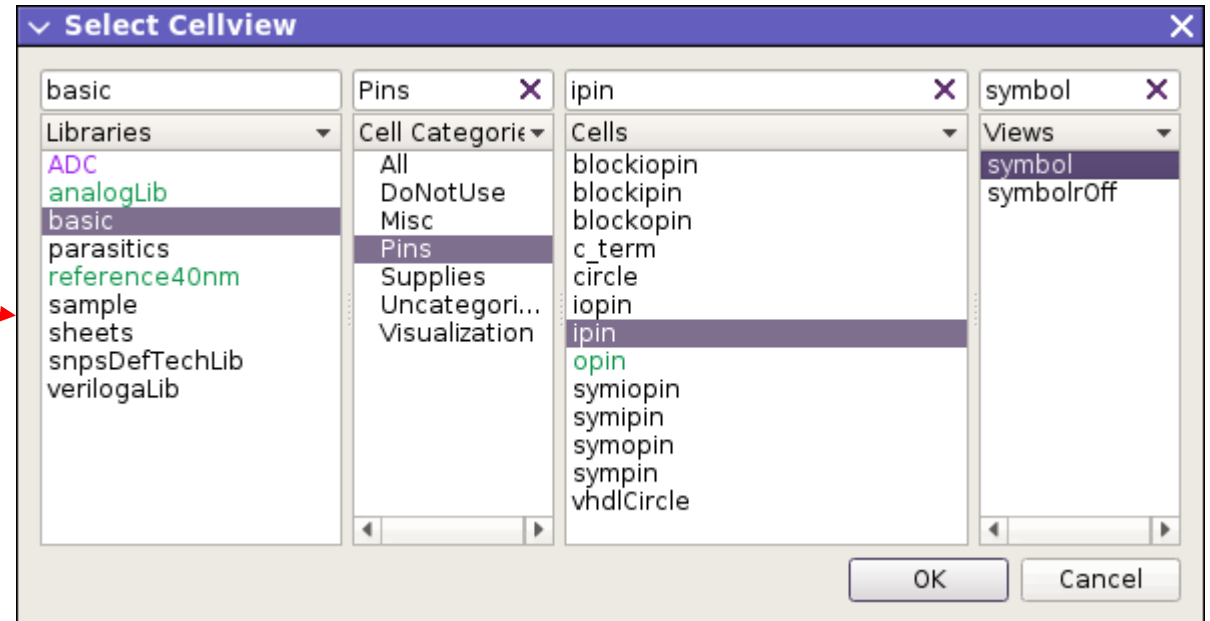 Select Cellview
basic
Pins
ipin
symbol
Libraries
ADC
analogLib
basic
parasitics
reference40nm
sample
sheets
snpsDefTechLib
verilogaLib
Cell Categorie
All
DoNotUse
Misc
Pins
Supplies
Uncategori...
Visualization
Cells
blockiopin
blockipin
blockopin
c_term
circle
iopin
ipin
opin
symiopin
symipin
symopin
sympin
vhdlCircle
Views
symbol
symbolrOff
OK
Cancel